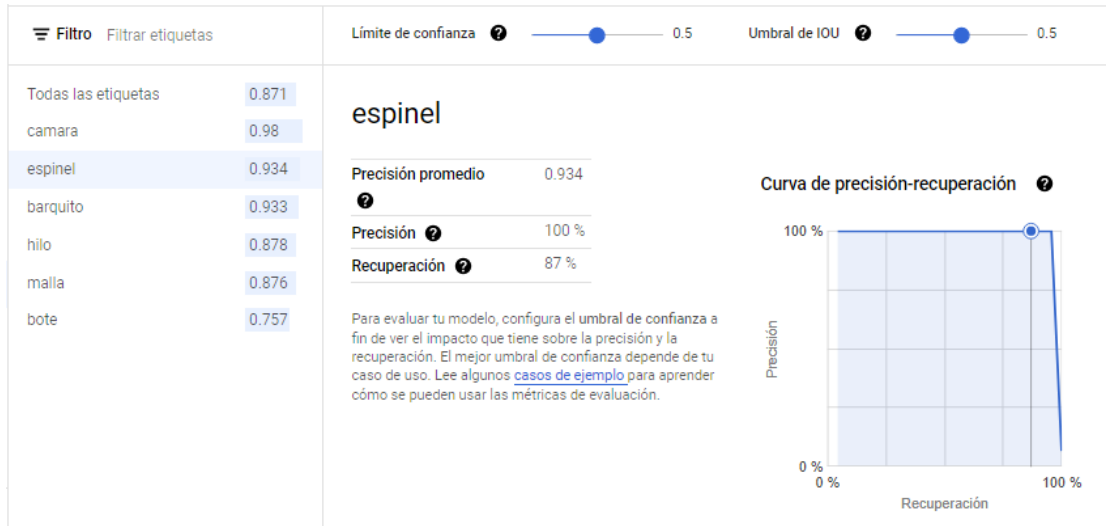 Filtro Filtrar etiquetas
Límite de confianza 0.5 Umbral de IOU 0.5
Todas las etiquetas 0.871
camara 0.98
espinel 0.934
barquito 0.933
hilo 0.878
malla 0.876
bote 0.757
espinel
Precisión promedio 0.934
Precisión 100 %
Recuperación 87 %
Para evaluar tu modelo, configura el umbral de confianza a
fin de ver el impacto que tiene sobre la precisión y la
recuperación. El mejor umbral de confianza depende de tu
caso de uso. Lee algunos casos de ejemplo para aprender
cómo se pueden usar las métricas de evaluación.
Curva de precisión-recuperación
100 %
Precisión
0 %
0 % 100 %
Recuperación